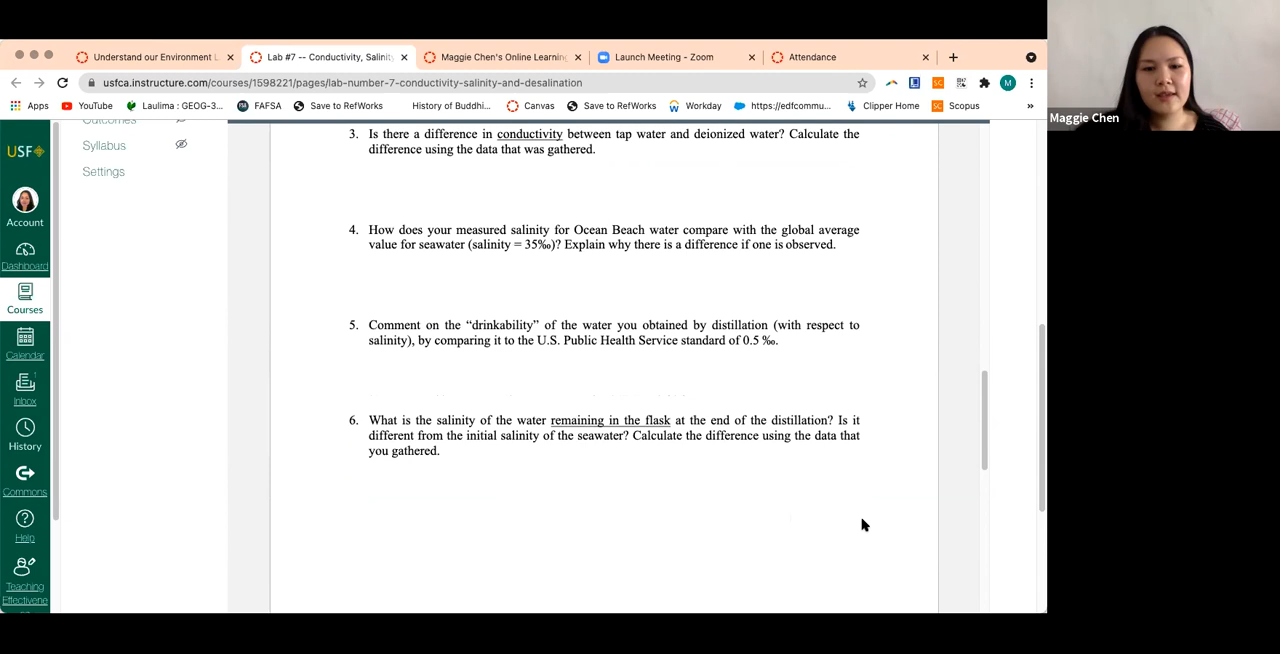 Understand our Environment L
Lab #7 -- Conductivity, Salinity
Maggie Chen's Online Learning
Launch Meeting - Zoom
Attendance
usfca.instructure.com/courses/1598221/pages/lab-number-7-conductivity-salinity-and-desalination
M
Apps
YouTube
Laulima : GEOG-3...
FAFSA
Save to RefWorks
History of Buddhi...
Canvas
Save to RefWorks
Workday
https://edfcommu...
Clipper Home
SC Scopus
»
Maggie Chen
USF
Account
Dashboard
Courses
Calendar
Inbox
History
Commons
Help
Teaching
Effectivene
Outcomes
Syllabus
Settings
3. Is there a difference in conductivity between tap water and deionized water? Calculate the
difference using the data that was gathered.
4. How does your measured salinity for Ocean Beach water compare with the global average
value for seawater (salinity = 35‰)? Explain why there is a difference if one is observed.
5. Comment on the “drinkability” of the water you obtained by distillation (with respect to
salinity), by comparing it to the U.S. Public Health Service standard of 0.5 ‰.
6. What is the salinity of the water remaining in the flask at the end of the distillation? Is it
different from the initial salinity of the seawater? Calculate the difference using the data that
you gathered.